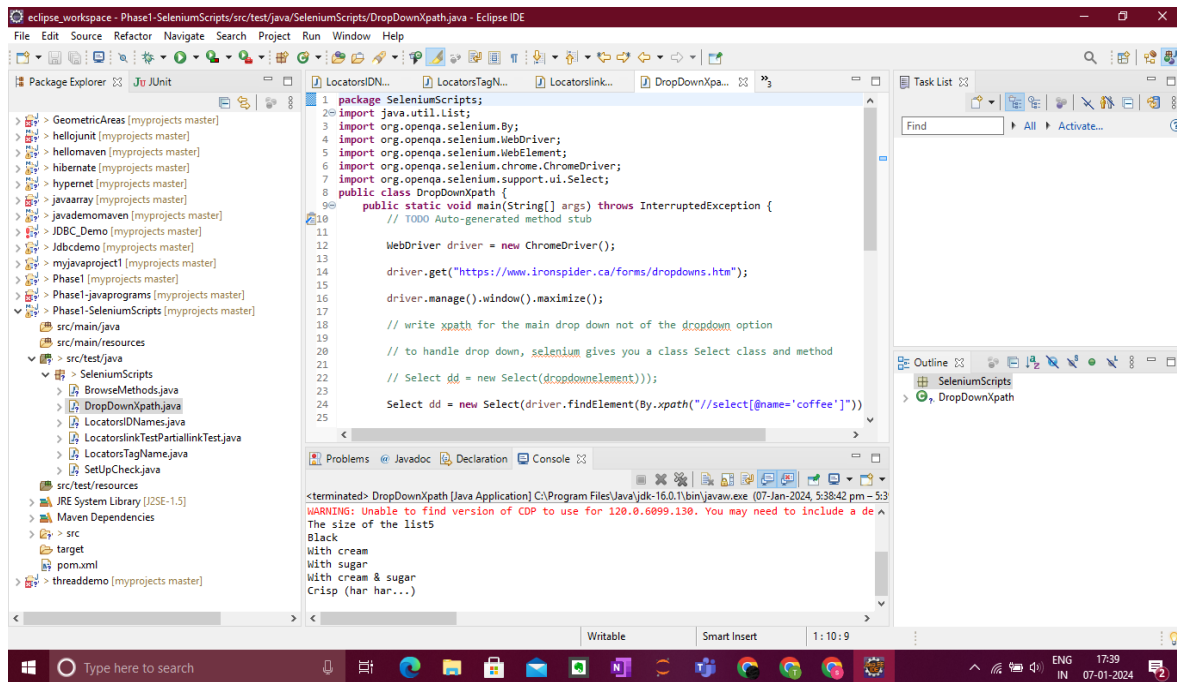 eclipse_workspace - Phase1-SeleniumScripts/src/test/java/SeleniumScripts/DropDownXpath.java - Eclipse IDE
File Edit Source Refactor Navigate Search Project Run Window Help
Package Explorer JUnit
> GeometricAreas [myprojects master]
> hellojunit [myprojects master]
> hellomaven [myprojects master]
> hibernate [myprojects master]
> hypernet [myprojects master]
> javaarray [myprojects master]
> javademomaven [myprojects master]
> JDBC_Demo [myprojects master]
> Jdbcdemo [myprojects master]
> myjavaproject1 [myprojects master]
> Phase1 [myprojects master]
> Phase1-javaprograms [myprojects master]
> Phase1-SeleniumScripts [myprojects master]
src/main/java
src/main/resources
> src/test/java
> SeleniumScripts
> BrowseMethods.java
> DropDownXpath.java
> LocatorsIDNames.java
> LocatorslinkTestPartiallinkTest.java
> LocatorsTagName.java
> SetUpCheck.java
src/test/resources
> JRE System Library [J2SE-1.5]
> Maven Dependencies
> src
target
pom.xml
> threaddemo [myprojects master]
LocatorsIDN... LocatorsTagN... Locatorslink... DropDownXpa... »3
1 package SeleniumScripts;
2 import java.util.List;
3 import org.openqa.selenium.By;
4 import org.openqa.selenium.WebDriver;
5 import org.openqa.selenium.WebElement;
6 import org.openqa.selenium.chrome.ChromeDriver;
7 import org.openqa.selenium.support.ui.Select;
8 public class DropDownXpath {
9 public static void main(String[] args) throws InterruptedException {
10 // TODO Auto-generated method stub
11
12 WebDriver driver = new ChromeDriver();
13
14 driver.get("https://www.ironspider.ca/forms/dropdowns.htm");
15
16 driver.manage().window().maximize();
17
18 // write xpath for the main drop down not of the dropdown option
19
20 // to handle drop down, selenium gives you a class Select class and method
21
22 // Select dd = new Select(dropdownelement)));
23
24 Select dd = new Select(driver.findElement(By.xpath("//select[@name='coffee']"))
25
Problems @ Javadoc Declaration Console
<terminated> DropDownXpath [Java Application] C:\Program Files\Java\jdk-16.0.1\bin\javaw.exe (07-Jan-2024, 5:38:42 pm – 5:3
WARNING: Unable to find version of CDP to use for 120.0.6099.130. You may need to include a de
The size of the list5
Black
With cream
With sugar
With cream & sugar
Crisp (har har...)
Task List
Find All Activate...
Outline
SeleniumScripts
DropDownXpath
Writable Smart Insert 1 : 10 : 9
Type here to search
ENG 17:39
IN 07-01-2024
2